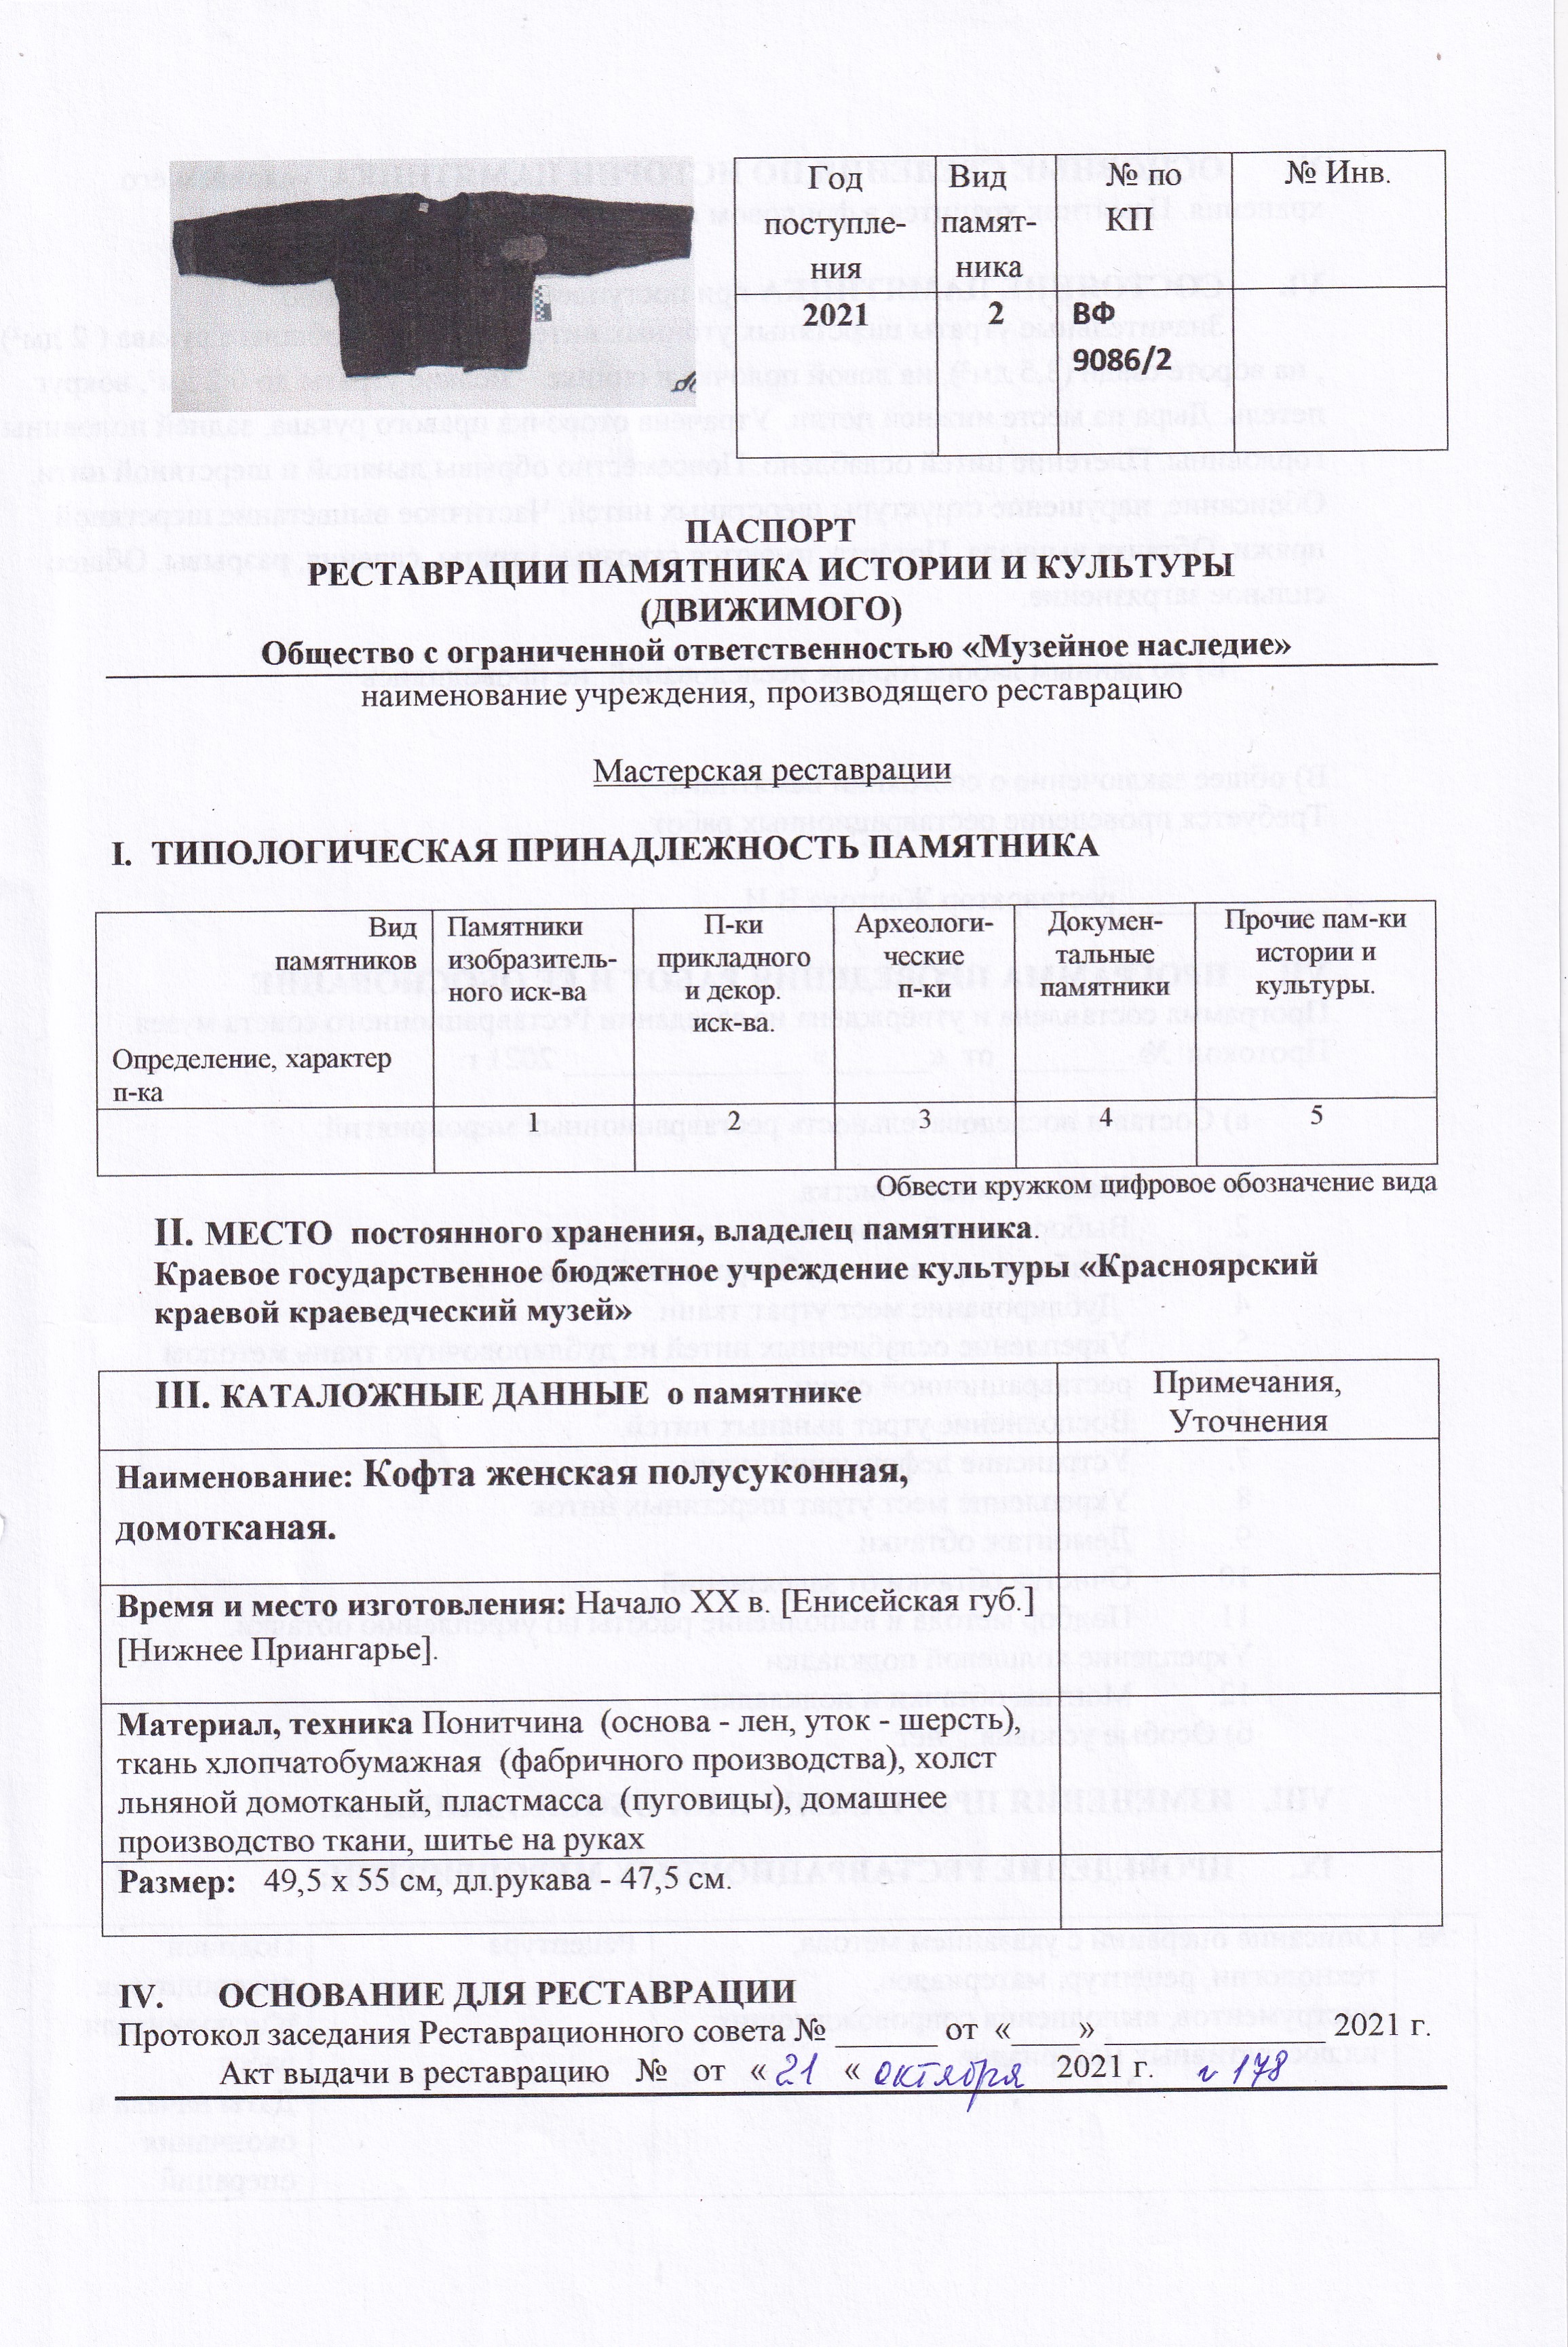 Год поступле- ния | Вид памят- ника | № по КП | № Инв.
2021 | 2 | ВФ 9086/2
ПАСПОРТ
РЕСТАВРАЦИИ ПАМЯТНИКА ИСТОРИИ И КУЛЬТУРЫ
(ДВИЖИМОГО)
Общество с ограниченной ответственностью «Музейное наследие»
наименование учреждения, производящего реставрацию
Мастерская реставрации
I. ТИПОЛОГИЧЕСКАЯ ПРИНАДЛЕЖНОСТЬ ПАМЯТНИКА
Вид памятников Определение, характер п-ка | Памятники изобразитель- ного иск-ва | П-ки прикладного и декор. иск-ва. | Археологи- ческие п-ки | Докумен- тальные памятники | Прочие пам-ки истории и культуры.
1 | 2 | 3 | 4 | 5
Обвести кружком цифровое обозначение вида
II. МЕСТО постоянного хранения, владелец памятника.
Краевое государственное бюджетное учреждение культуры «Красноярский
краевой краеведческий музей»
III. КАТАЛОЖНЫЕ ДАННЫЕ о памятнике | Примечания, Уточнения
Наименование: Кофта женская полусуконная,
домотканая.
Время и место изготовления: Начало XX в. [Енисейская губ.]
[Нижнее Приангарье].
Материал, техника Понитчина (основа - лен, уток - шерсть),
ткань хлопчатобумажная (фабричного производства), холст
льняной домотканый, пластмасса (пуговицы), домашнее
производство ткани, шитье на руках
Размер: 49,5 х 55 см, дл.рукава - 47,5 см.
IV. ОСНОВАНИЕ ДЛЯ РЕСТАВРАЦИИ
Протокол заседания Реставрационного совета № ______ от « » ______________ 2021 г.
Акт выдачи в реставрацию № от « 21 « октября 2021 г. 178